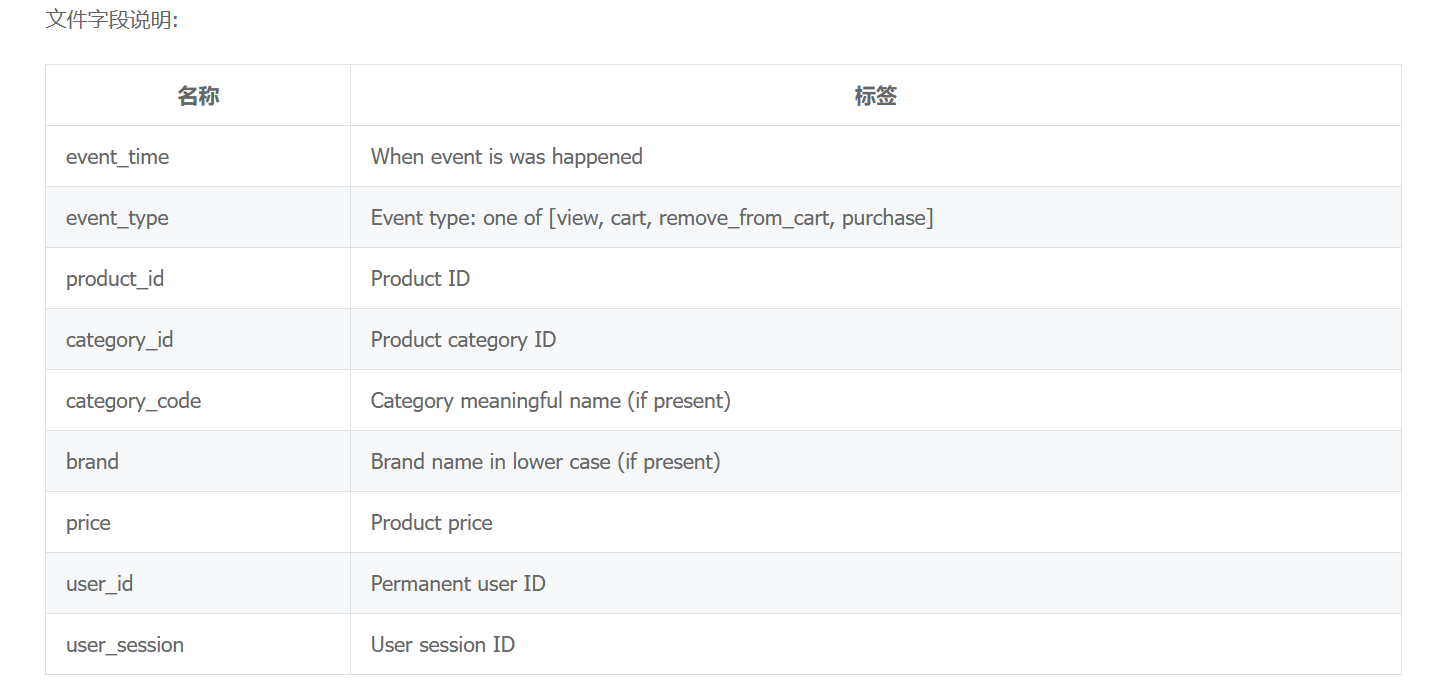 文件字段说明:
名称 标签
event_time When event is was happened
event_type Event type: one of [view, cart, remove_from_cart, purchase]
product_id Product ID
category_id Product category ID
category_code Category meaningful name (if present)
brand Brand name in lower case (if present)
price Product price
user_id Permanent user ID
user_session User session ID